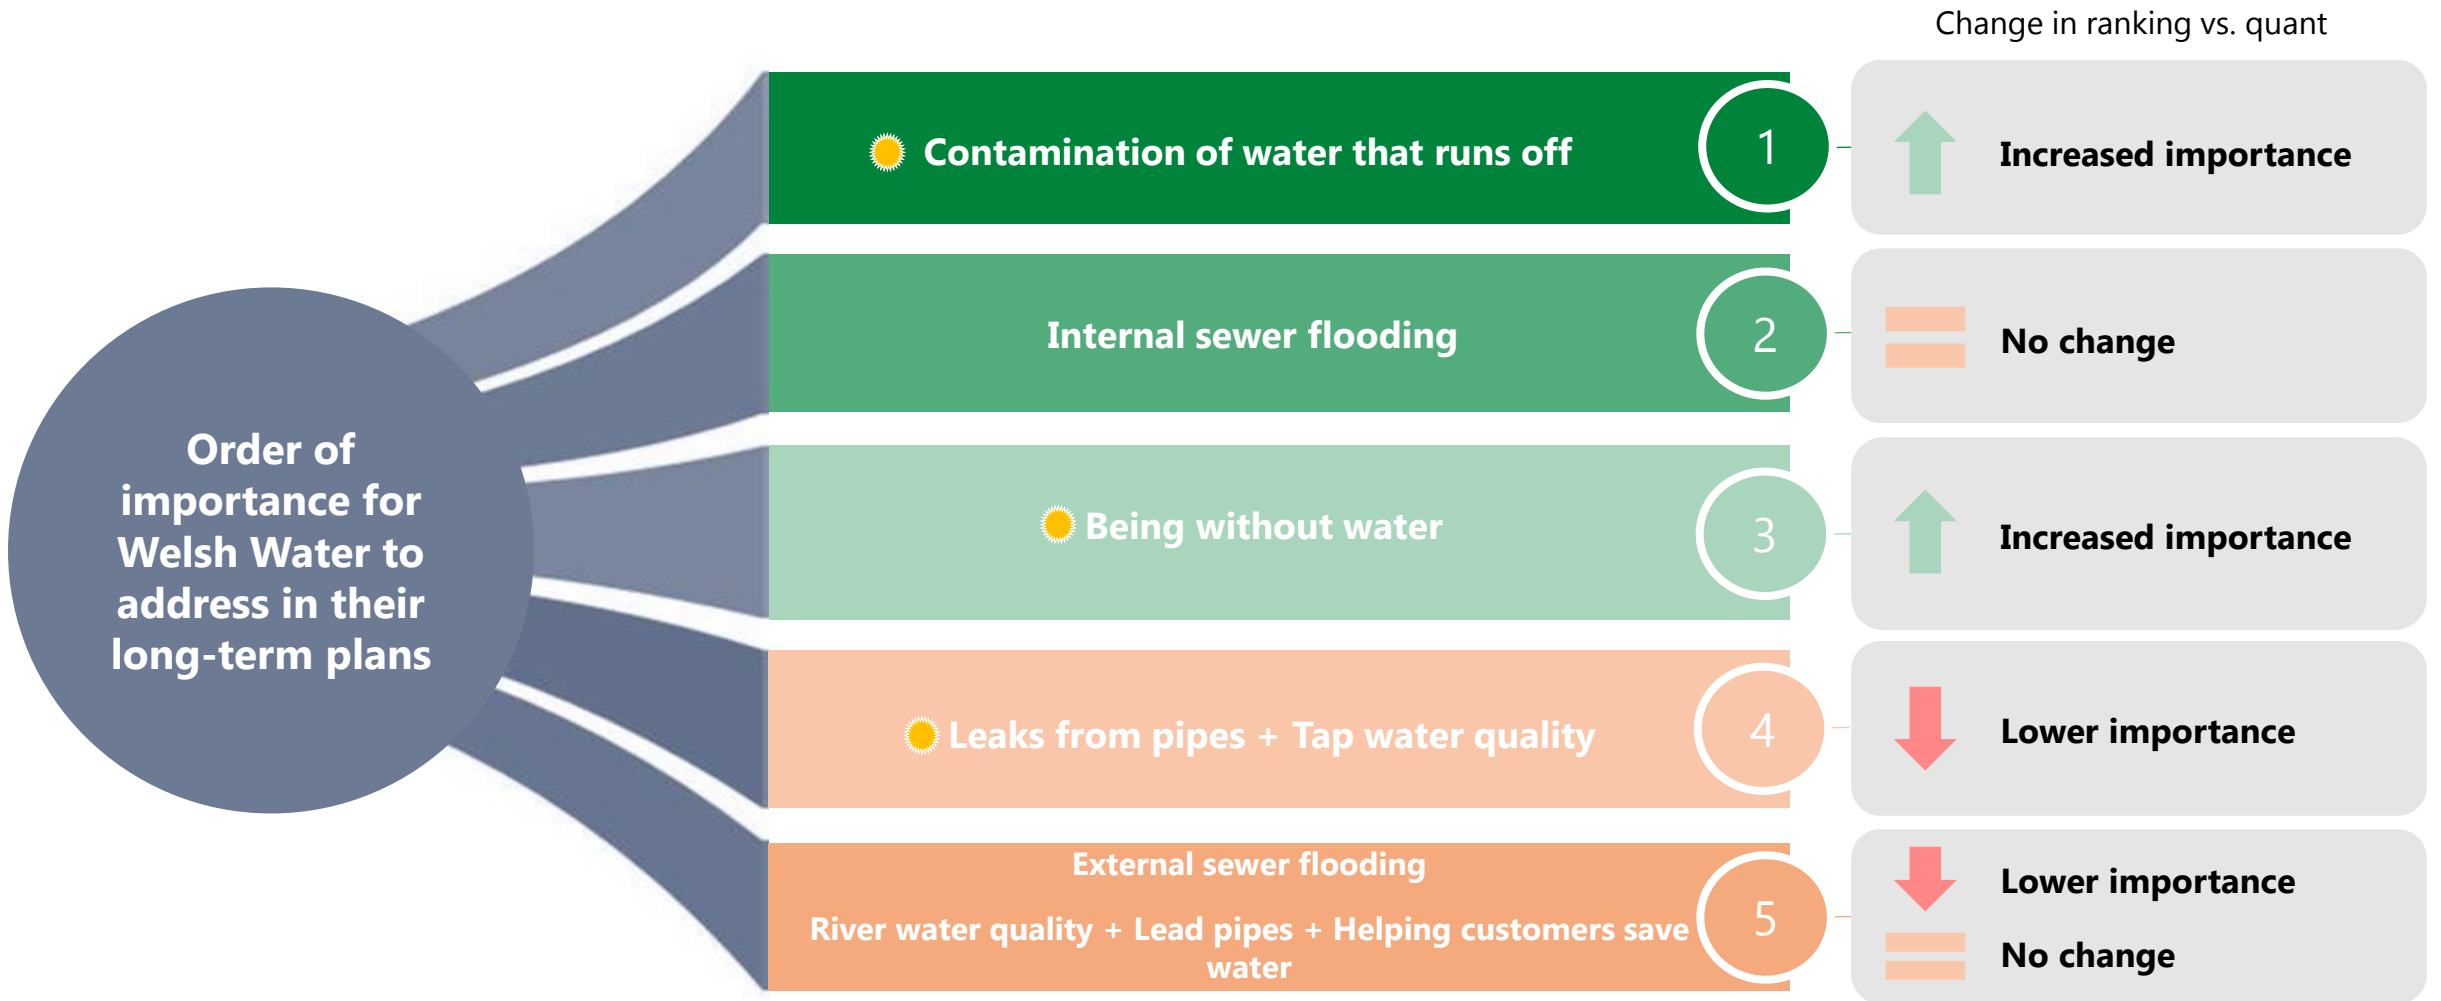 Change in ranking vs. quant
Order of
importance for
Welsh Water to
address in their
long-term plans
Contamination of water that runs off
1
Increased importance
Internal sewer flooding
2
No change
Being without water
3
Increased importance
Leaks from pipes + Tap water quality
4
Lower importance
External sewer flooding
River water quality + Lead pipes + Helping customers save
water
5
Lower importance
No change